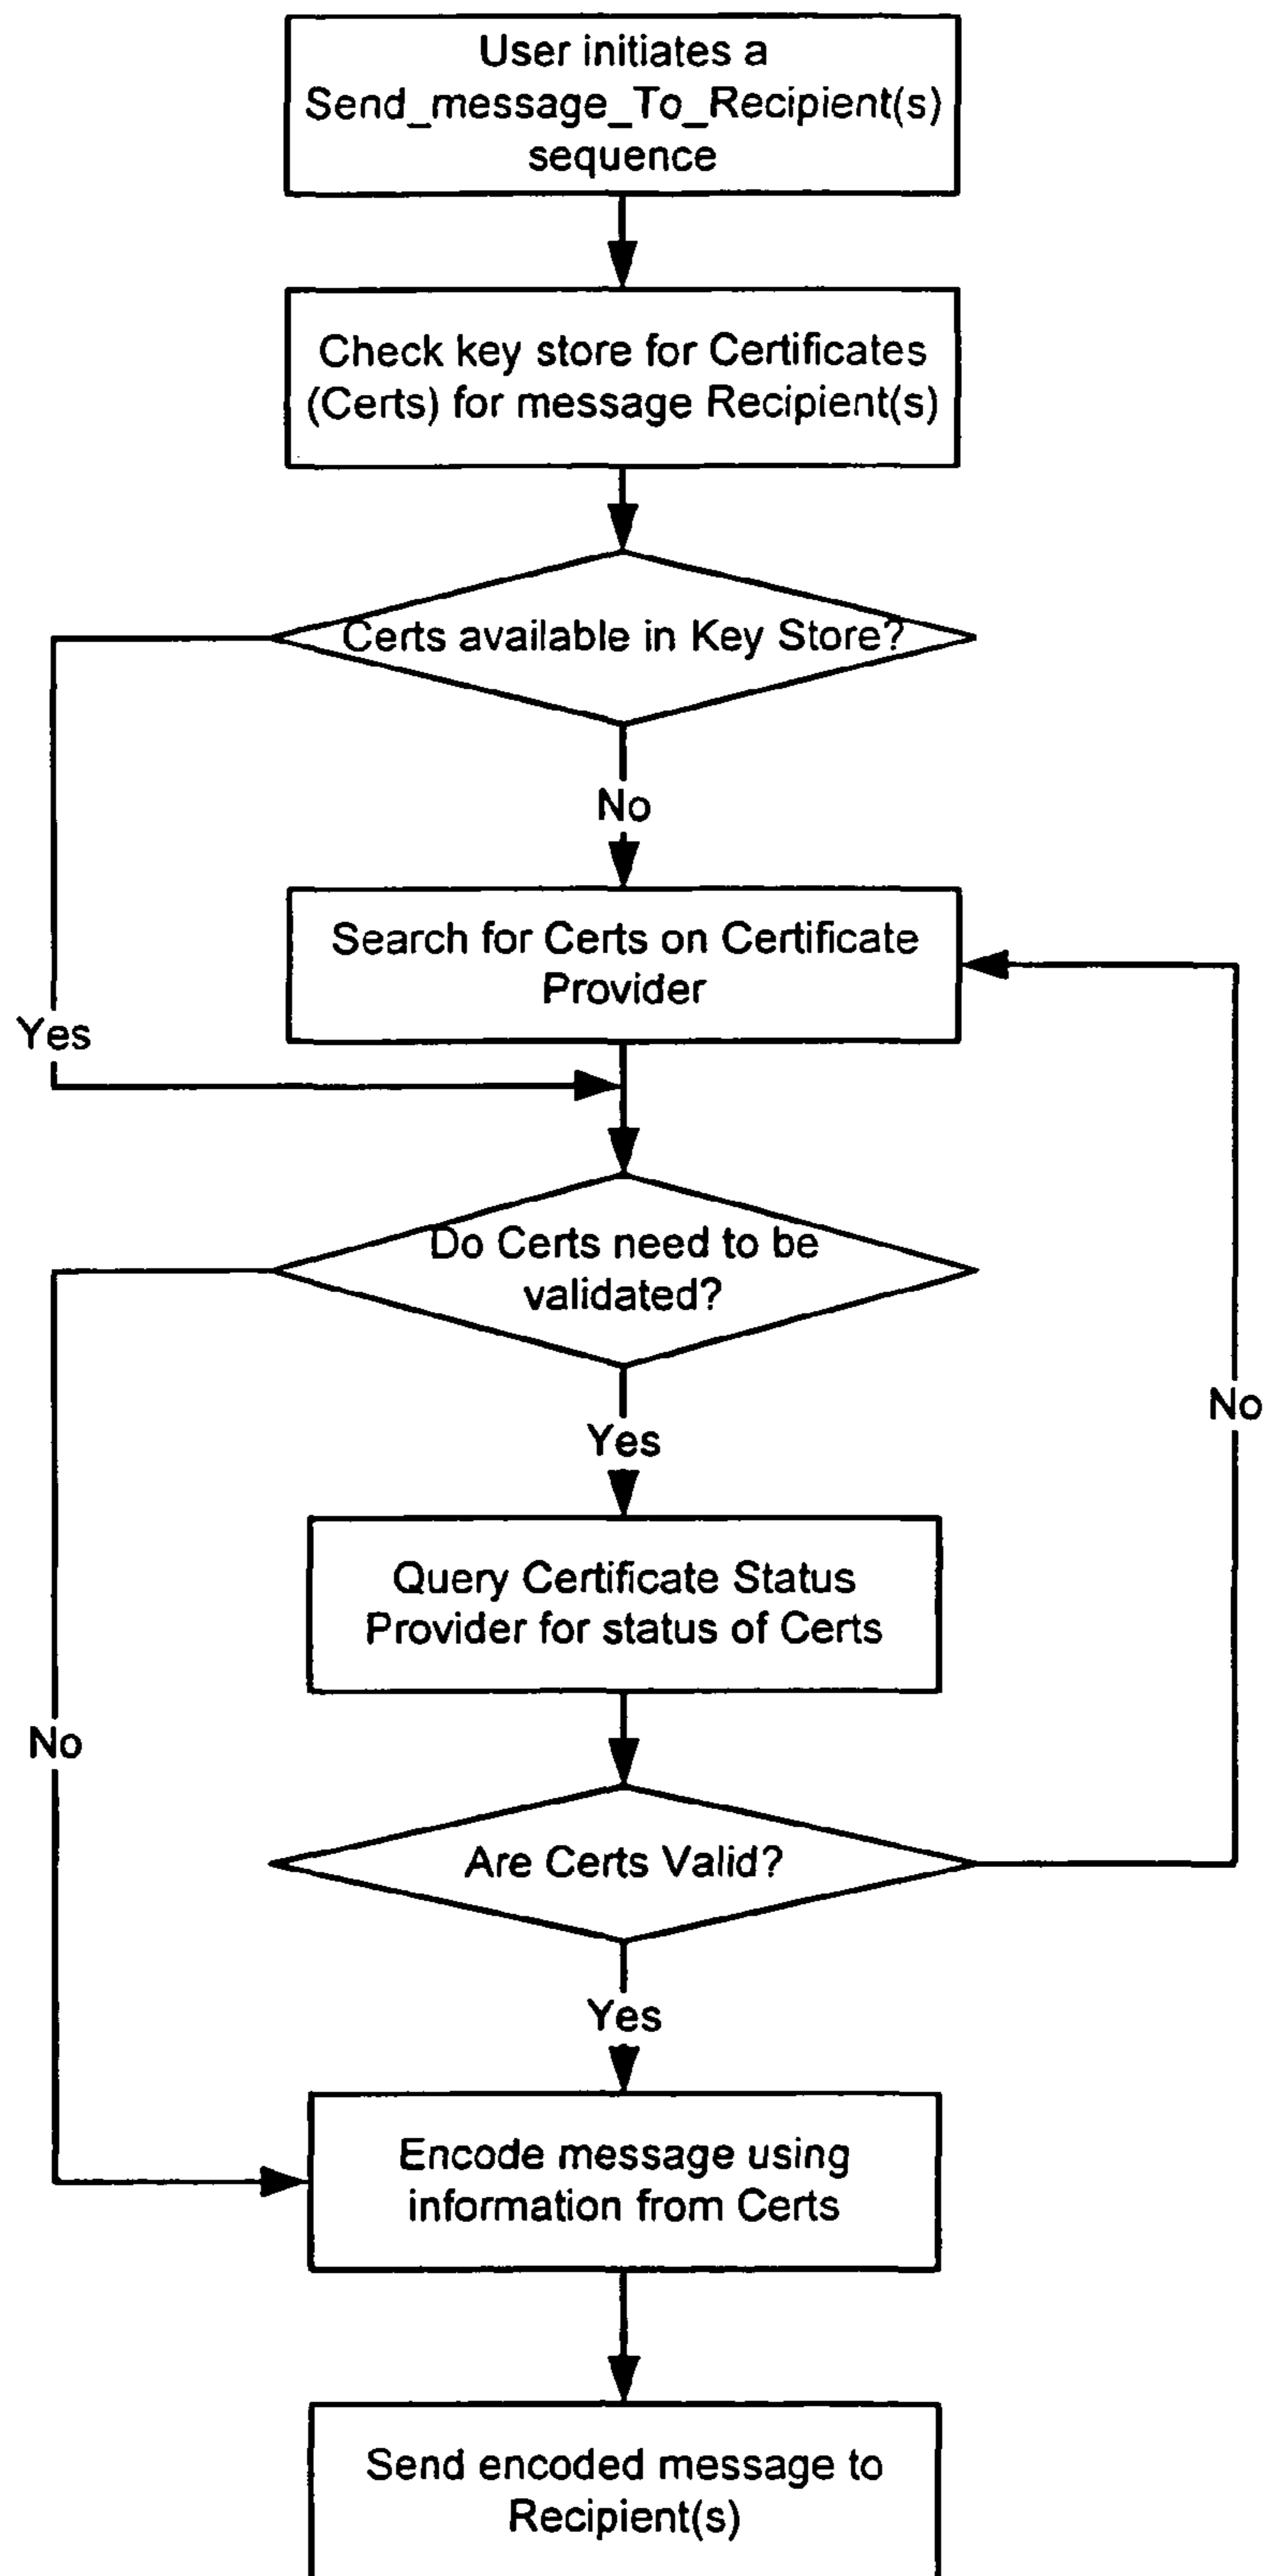 User initiates a
Send_message_To_Recipient(s)
sequence
Check key store for Certificates
(Certs) for message Recipient(s)
Certs available in Key Store?
No
Search for Certs on Certificate
Provider
Yes
Do Certs need to be
validated?
No
Yes
Query Certificate Status
Provider for status of Certs
No
Are Certs Valid?
Yes
Encode message using
information from Certs
Send encoded message to
Recipient(s)